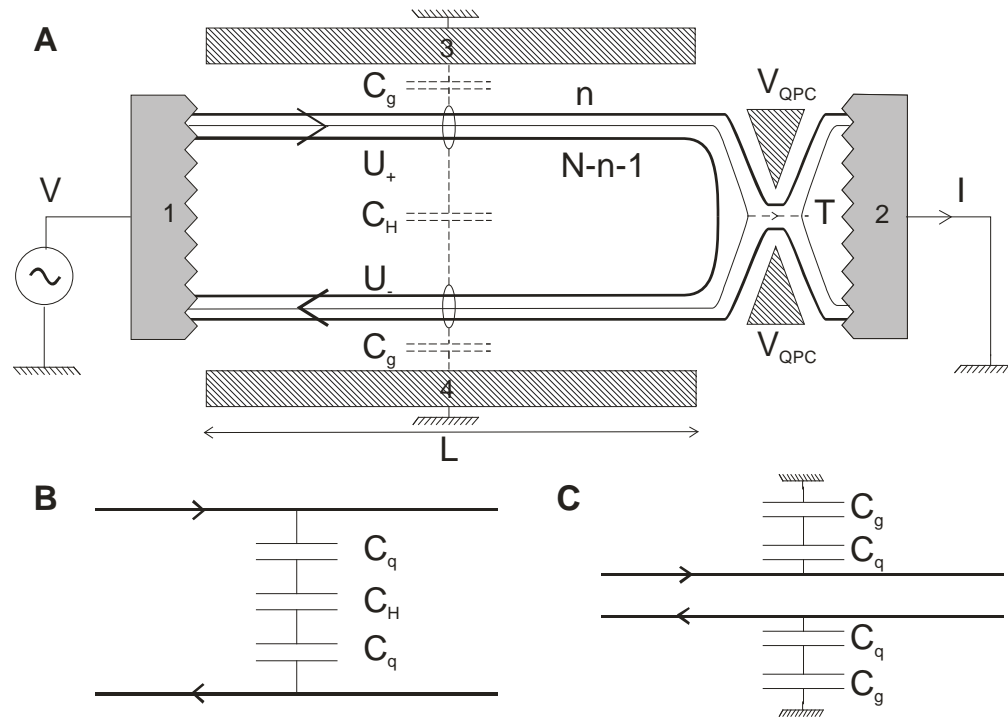 A
3
C_g
n
V_QPC
U_+
N-n-1
V
1
C_H
T
2
I
U_-
C_g
V_QPC
4
L
B
C
C_q
C_H
C_q
C_g
C_q
C_q
C_g